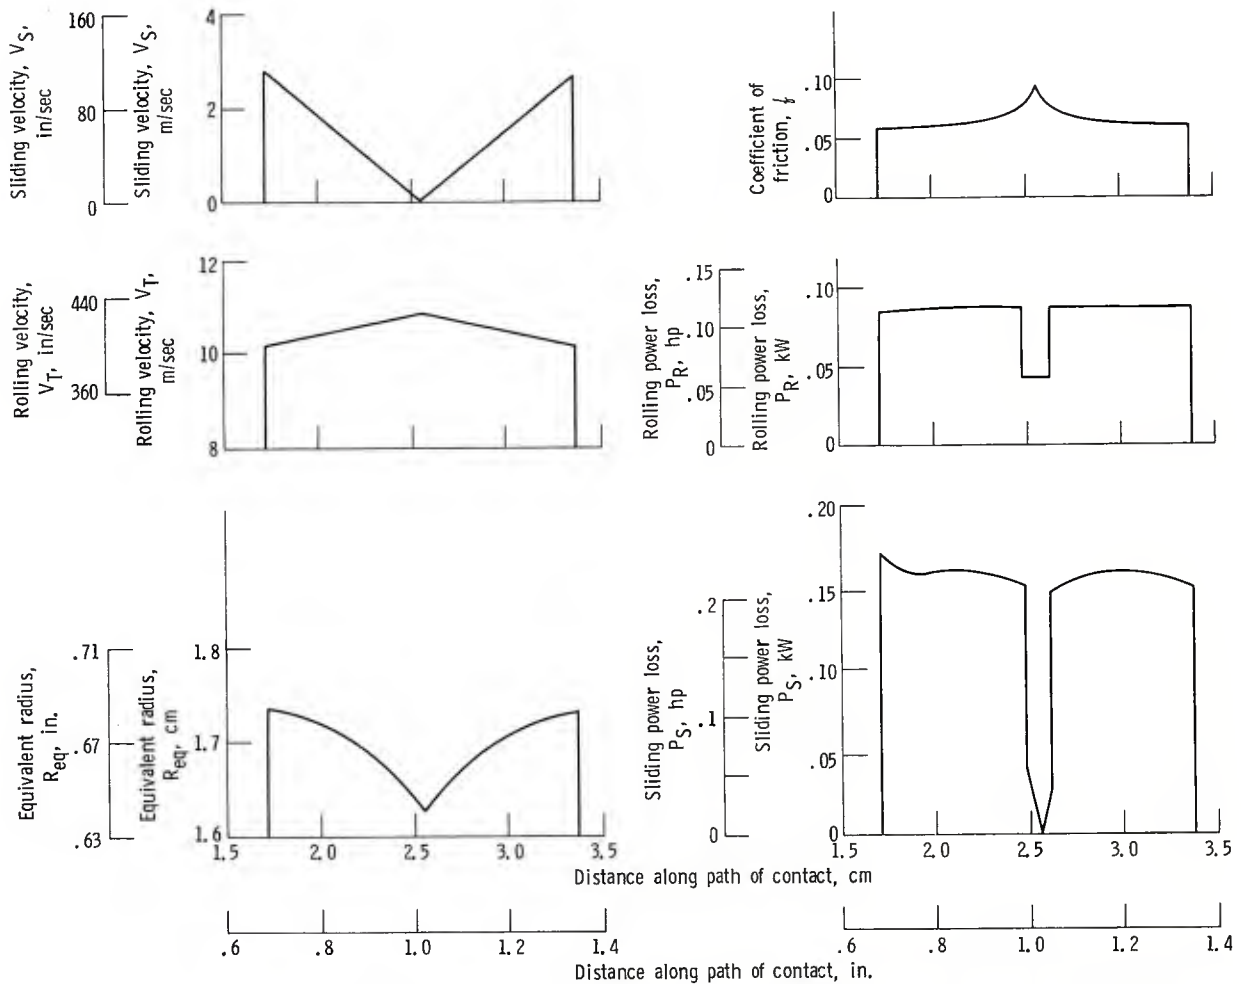 Sliding velocity, V_S,
in/sec
160
80
0
Sliding velocity, V_S,
m/sec
4
2
0
Coefficient of
friction, f
.10
.05
0
Rolling velocity,
V_T, in/sec
440
360
Rolling velocity, V_T,
m/sec
12
10
8
Rolling power loss,
P_R, hp
.15
.10
.05
0
Rolling power loss,
P_R, kW
.10
.05
0
Equivalent radius,
R_eq, in.
.71
.67
.63
Equivalent radius,
R_eq, cm
1.8
1.7
1.6
1.5 2.0 2.5 3.0 3.5
Sliding power loss,
P_S, hp
.2
.1
0
Sliding power loss,
P_S, kW
.20
.15
.10
.05
0
1.5 2.0 2.5 3.0 3.5
Distance along path of contact, cm
.6 .8 1.0 1.2 1.4
.6 .8 1.0 1.2 1.4
Distance along path of contact, in.